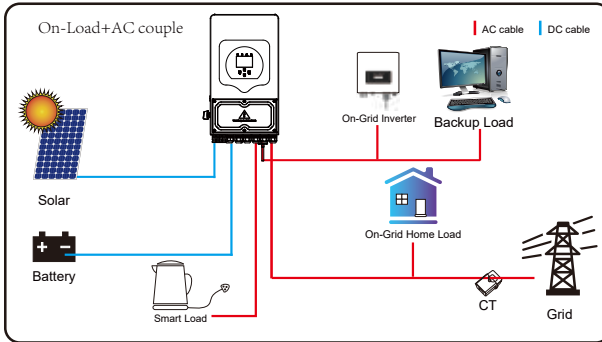 On-Load+AC couple
AC cable
DC cable
On-Grid Inverter
Backup Load
Solar
On-Grid Home Load
Battery
Smart Load
CT
Grid